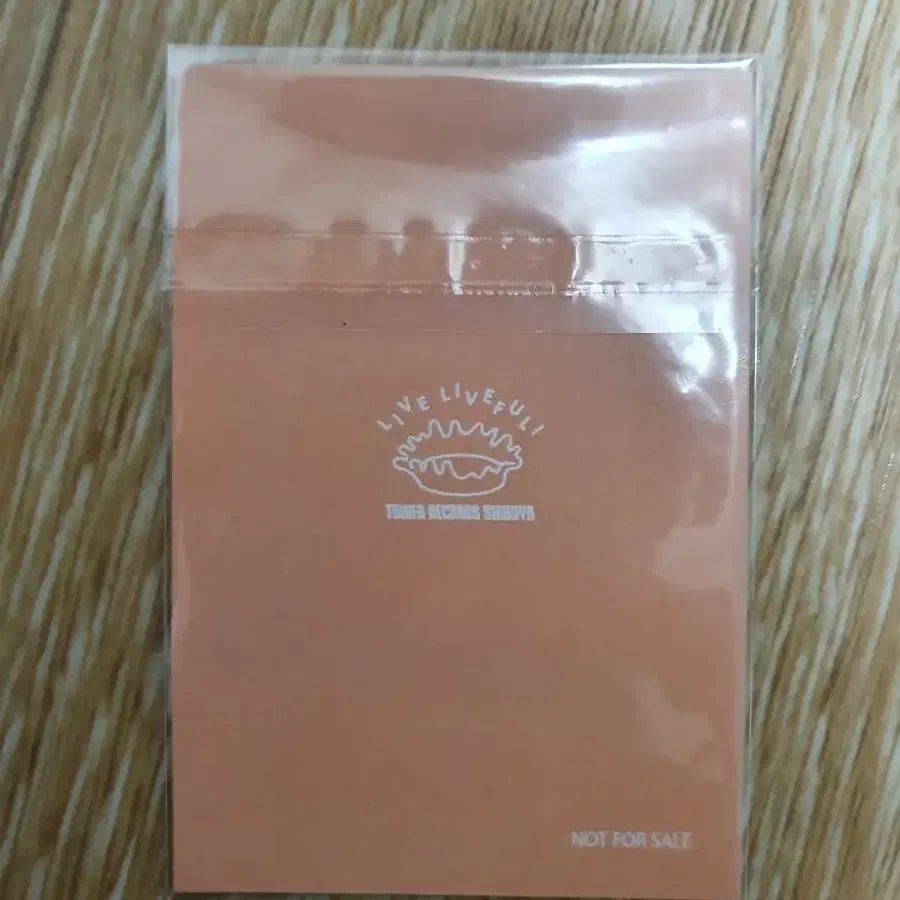 LIVE LIVEFUL!
TOWER RECORDS SHIBUYA
NOT FOR SALE